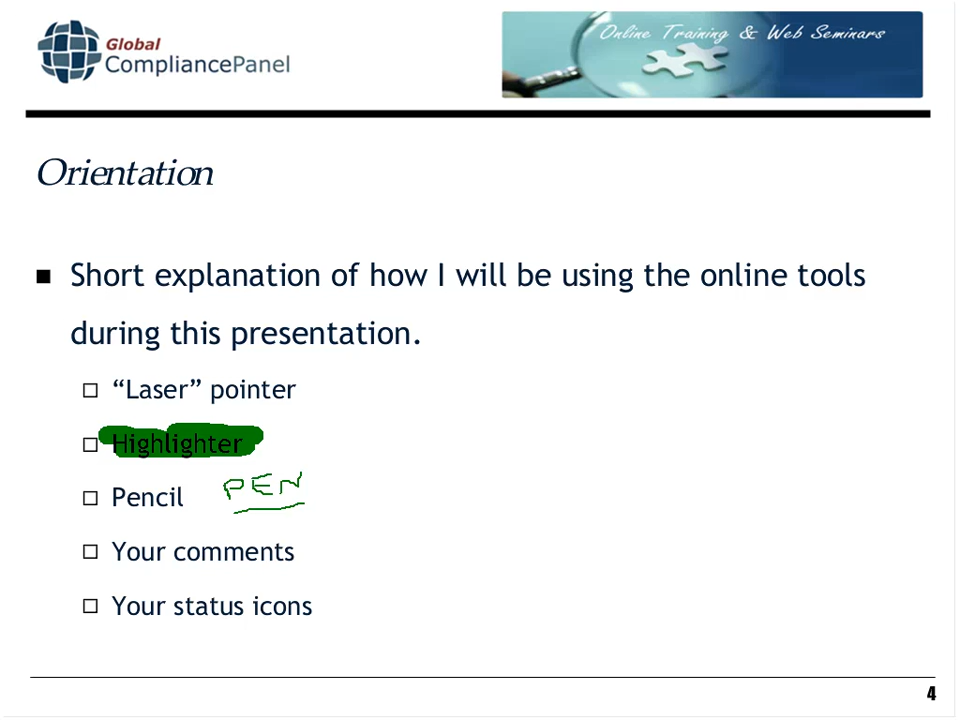 Global
CompliancePanel
Online Training & Web Seminars
Orientation
Short explanation of how I will be using the online tools
during this presentation.
“Laser” pointer
Highlighter
Pencil PEN
Your comments
Your status icons
4